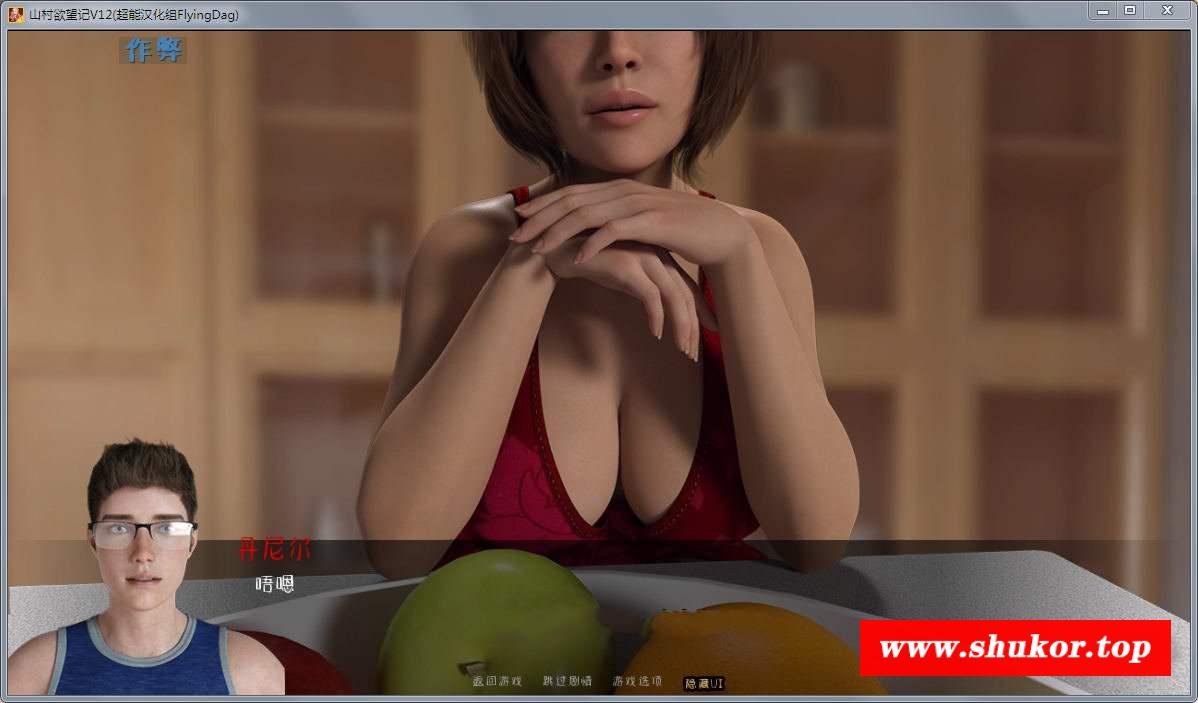 山村欲望记V12(超能汉化组FlyingDag)
作弊
丹尼尔
唔嗯
www.shukor.top
返回游戏 跳过剧情 游戏选项 隐藏UI